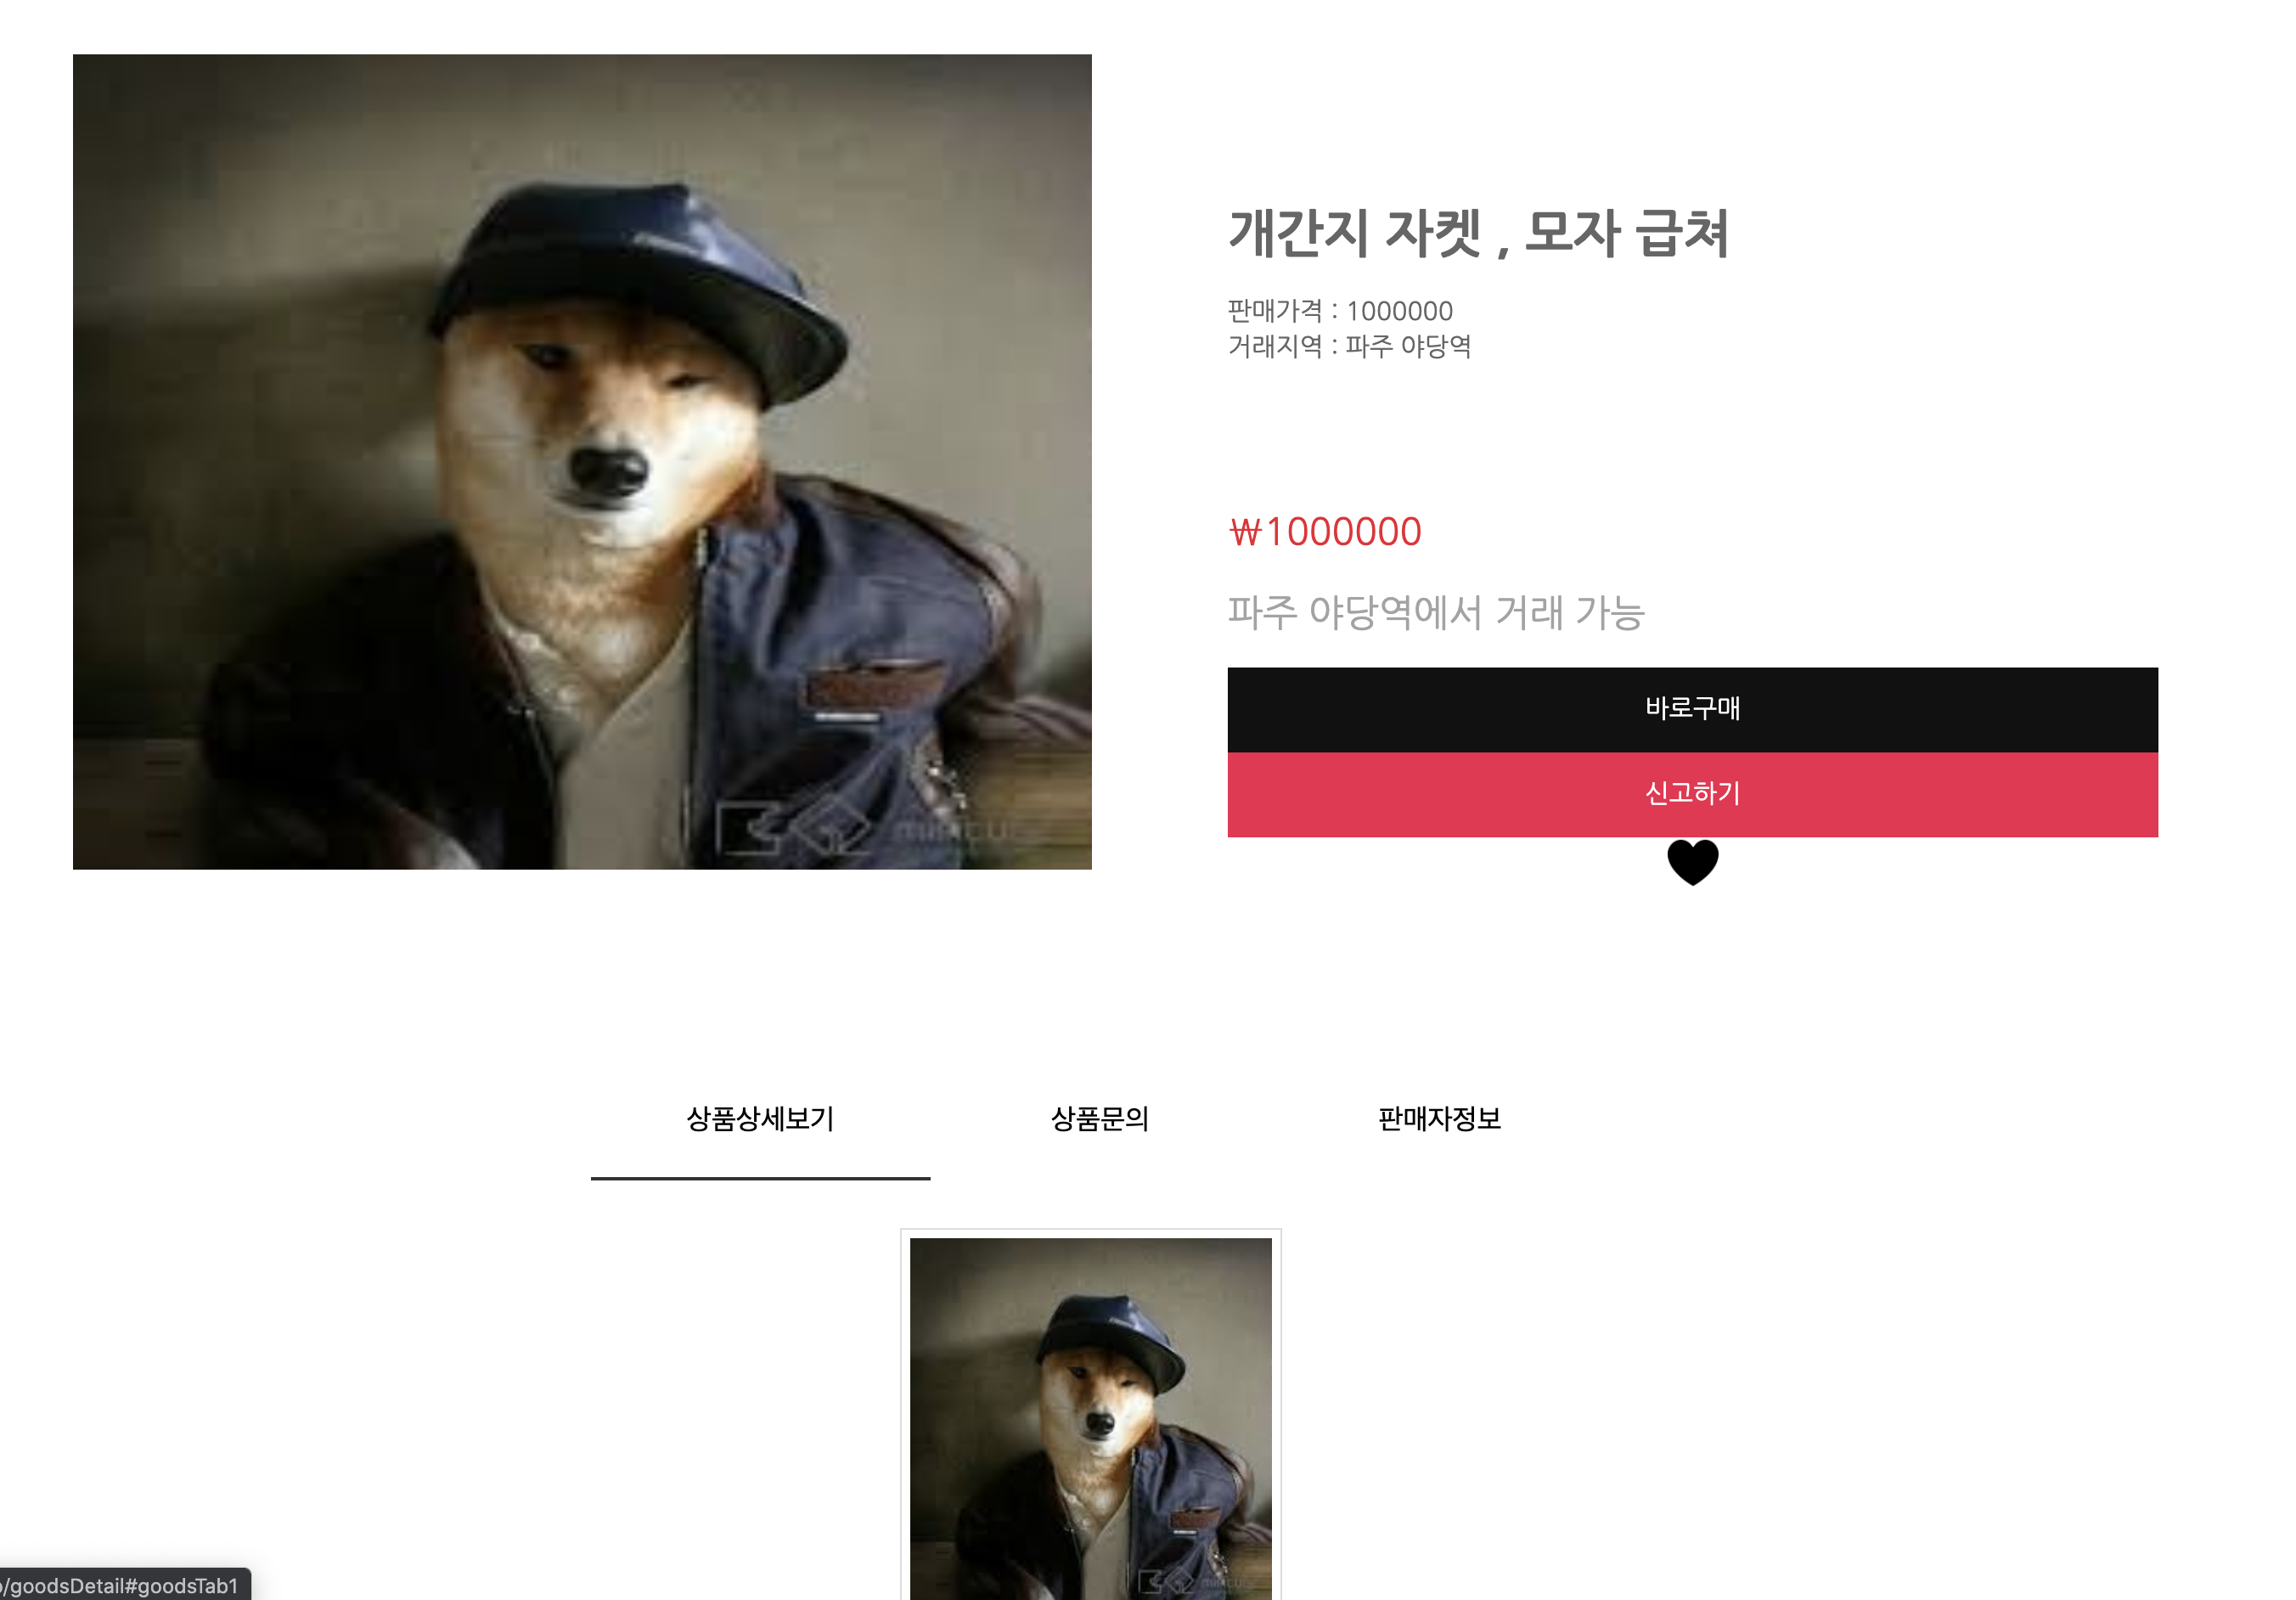 개간지 자켓 , 모자 급쳐
판매가격 : 1000000
거래지역 : 파주 야당역
₩1000000
파주 야당역에서 거래 가능
바로구매
신고하기
상품상세보기
상품문의
판매자정보
/goodsDetail#goodsTab1